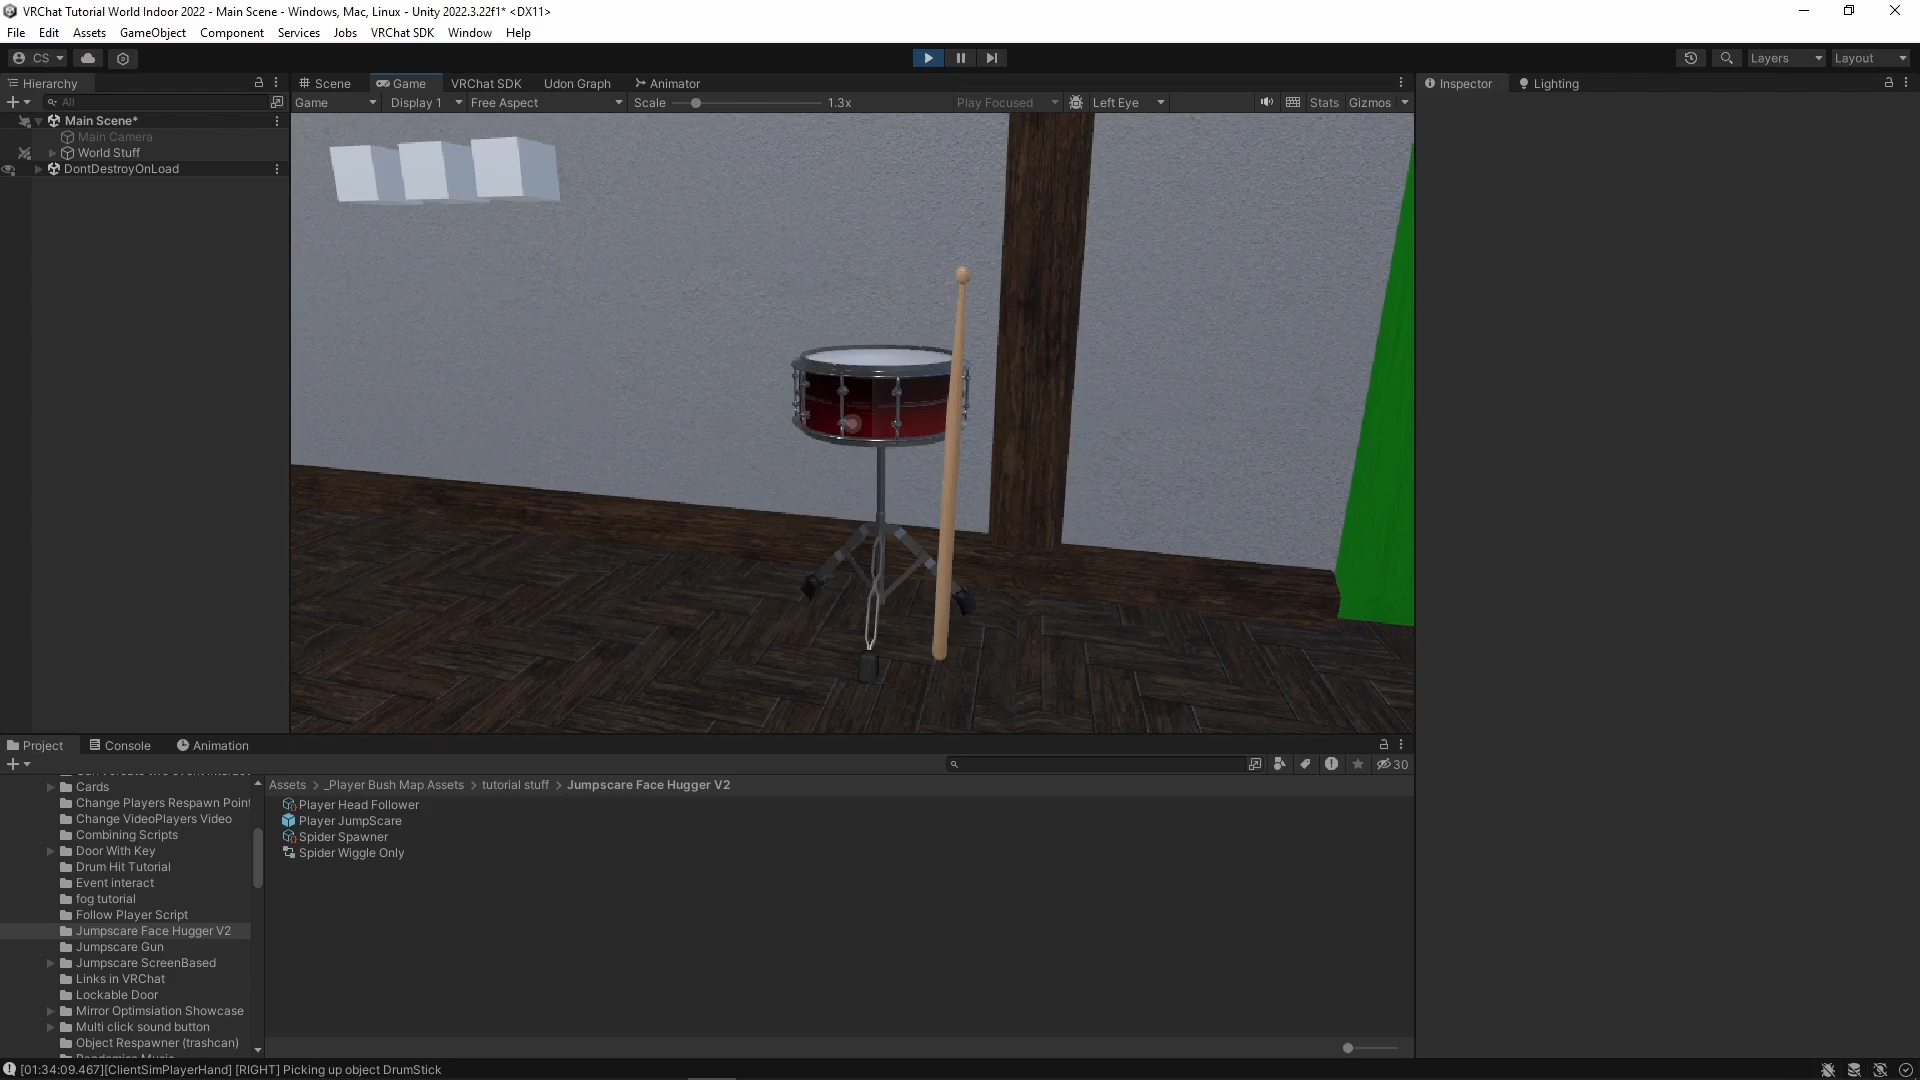 VRChat Tutorial World Indoor 2022 - Main Scene - Windows, Mac, Linux - Unity 2022.3.22f1* <DX11>
File Edit Assets GameObject Component Services Jobs VRChat SDK Window Help
CS Layers Layout
Hierarchy Scene Game VRChat SDK Udon Graph Animator Inspector Lighting
All Game Display 1 Free Aspect Scale 1.3x Play Focused Left Eye Stats Gizmos
Main Scene*
Main Camera
World Stuff
DontDestroyOnLoad
Project Console Animation
30
Assets > _Player Bush Map Assets > tutorial stuff > Jumpscare Face Hugger V2
Player Head Follower
Player JumpScare
Spider Spawner
Spider Wiggle Only
Cards
Change Players Respawn Point
Change VideoPlayers Video
Combining Scripts
Door With Key
Drum Hit Tutorial
Event interact
fog tutorial
Follow Player Script
Jumpscare Face Hugger V2
Jumpscare Gun
Jumpscare ScreenBased
Links in VRChat
Lockable Door
Mirror Optimsiation Showcase
Multi click sound button
Object Respawner (trashcan)
[01:34:09.467][ClientSimPlayerHand] [RIGHT] Picking up object DrumStick